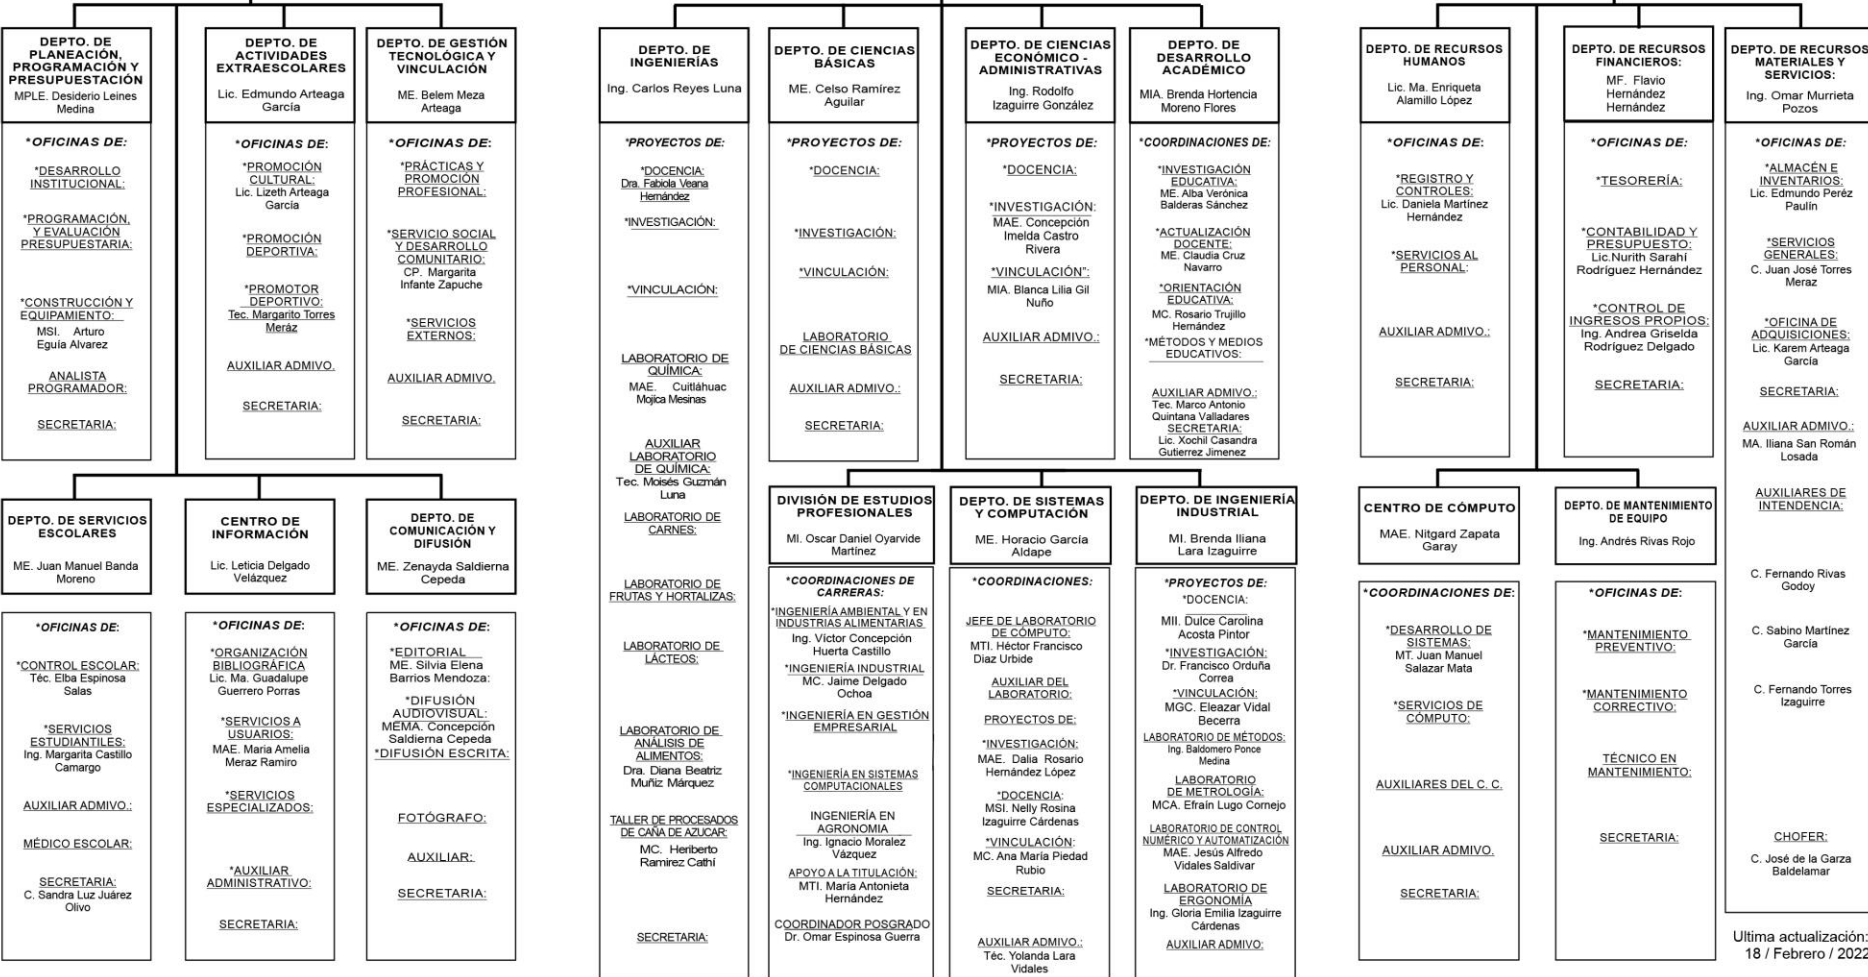 DEPTO. DE
PLANEACIÓN,
PROGRAMACIÓN Y
PRESUPUESTACIÓN
MPLE. Desiderio Leines
Medina
*OFICINAS DE:
*DESARROLLO
INSTITUCIONAL:
*PROGRAMACIÓN,
Y EVALUACIÓN
PRESUPUESTARIA:
*CONSTRUCCIÓN Y
EQUIPAMIENTO:
MSI. Arturo
Eguía Alvarez
ANALISTA
PROGRAMADOR:
SECRETARIA:
DEPTO. DE
ACTIVIDADES
EXTRAESCOLARES
Lic. Edmundo Arteaga
García
*OFICINAS DE:
*PROMOCIÓN
CULTURAL:
Lic. Lizeth Arteaga
García
*PROMOCIÓN
DEPORTIVA:
*PROMOTOR
DEPORTIVO:
Tec. Margarito Torres
Meráz
AUXILIAR ADMIVO.
SECRETARIA:
DEPTO. DE GESTIÓN
TECNOLÓGICA Y
VINCULACIÓN
ME. Belem Meza
Arteaga
*OFICINAS DE:
*PRÁCTICAS Y
PROMOCIÓN
PROFESIONAL:
*SERVICIO SOCIAL
Y DESARROLLO
COMUNITARIO:
CP. Margarita
Infante Zapuche
*SERVICIOS
EXTERNOS:
AUXILIAR ADMIVO.
SECRETARIA:
DEPTO. DE SERVICIOS
ESCOLARES
ME. Juan Manuel Banda
Moreno
*OFICINAS DE:
*CONTROL ESCOLAR:
Téc. Elba Espinosa
Salas
*SERVICIOS
ESTUDIANTILES:
Ing. Margarita Castillo
Camargo
AUXILIAR ADMIVO.:
MÉDICO ESCOLAR:
SECRETARIA:
C. Sandra Luz Juárez
Olivo
CENTRO DE
INFORMACIÓN
Lic. Leticia Delgado
Velázquez
*OFICINAS DE:
*ORGANIZACIÓN
BIBLIOGRÁFICA
Lic. Ma. Guadalupe
Guerrero Porras
*SERVICIOS A
USUARIOS:
MAE. Maria Amelia
Meraz Ramiro
*SERVICIOS
ESPECIALIZADOS:
*AUXILIAR
ADMINISTRATIVO:
SECRETARIA:
DEPTO. DE
COMUNICACIÓN Y
DIFUSIÓN
ME. Zenayda Saldierna
Cepeda
*OFICINAS DE:
*EDITORIAL
ME. Silvia Elena
Barrios Mendoza:
*DIFUSIÓN
AUDIOVISUAL:
MEMA. Concepción
Saldierna Cepeda
*DIFUSIÓN ESCRITA:
FOTÓGRAFO:
AUXILIAR:
SECRETARIA:
DEPTO. DE
INGENIERÍAS
Ing. Carlos Reyes Luna
*PROYECTOS DE:
*DOCENCIA:
Dra. Fabiola Veana
Hernández
*INVESTIGACIÓN:
*VINCULACIÓN:
LABORATORIO DE
QUÍMICA:
MAE. Cuitláhuac
Mojica Mesinas
AUXILIAR
LABORATORIO
DE QUÍMICA:
Tec. Moisés Guzmán
Luna
LABORATORIO DE
CARNES:
LABORATORIO DE
FRUTAS Y HORTALIZAS:
LABORATORIO DE
LÁCTEOS:
LABORATORIO DE
ANÁLISIS DE
ALIMENTOS:
Dra. Diana Beatriz
Muñiz Márquez
TALLER DE PROCESADOS
DE CAÑA DE AZUCAR:
MC. Heriberto
Ramirez Cathí
SECRETARIA:
DEPTO. DE CIENCIAS
BÁSICAS
ME. Celso Ramírez
Aguilar
*PROYECTOS DE:
*DOCENCIA:
*INVESTIGACIÓN:
*VINCULACIÓN:
LABORATORIO
DE CIENCIAS BÁSICAS
AUXILIAR ADMIVO.:
SECRETARIA:
DEPTO. DE CIENCIAS
ECONÓMICO -
ADMINISTRATIVAS
Ing. Rodolfo
Izaguirre González
*PROYECTOS DE:
*DOCENCIA:
*INVESTIGACIÓN:
MAE. Concepción
Imelda Castro
Rivera
*VINCULACIÓN":
MIA. Blanca Lilia Gil
Nuño
AUXILIAR ADMIVO.:
SECRETARIA:
DEPTO. DE
DESARROLLO
ACADÉMICO
MIA. Brenda Hortencia
Moreno Flores
*COORDINACIONES DE:
*INVESTIGACIÓN
EDUCATIVA:
ME. Alba Verónica
Balderas Sánchez
*ACTUALIZACIÓN
DOCENTE:
ME. Claudia Cruz
Navarro
*ORIENTACIÓN
EDUCATIVA:
MC. Rosario Trujillo
Hernández
*MÉTODOS Y MEDIOS
EDUCATIVOS:
AUXILIAR ADMIVO.:
Tec. Marco Antonio
Quintana Valladares
SECRETARIA:
Lic. Xochil Casandra
Gutierrez Jimenez
DIVISIÓN DE ESTUDIOS
PROFESIONALES
MI. Oscar Daniel Oyarvide
Martínez
*COORDINACIONES DE
CARRERAS:
*INGENIERÍA AMBIENTAL Y EN
INDUSTRIAS ALIMENTARIAS
Ing. Víctor Concepción
Huerta Castillo
*INGENIERÍA INDUSTRIAL
MC. Jaime Delgado
Ochoa
*INGENIERÍA EN GESTIÓN
EMPRESARIAL
*INGENIERÍA EN SISTEMAS
COMPUTACIONALES
INGENIERÍA EN
AGRONOMIA
Ing. Ignacio Moralez
Vázquez
APOYO A LA TITULACIÓN:
MTI. María Antonieta
Hernández
COORDINADOR POSGRADO
Dr. Omar Espinosa Guerra
DEPTO. DE SISTEMAS
Y COMPUTACIÓN
ME. Horacio García
Aldape
*COORDINACIONES:
JEFE DE LABORATORIO
DE CÓMPUTO:
MTI. Héctor Francisco
Diaz Urbide
AUXILIAR DEL
LABORATORIO:
PROYECTOS DE:
*INVESTIGACIÓN:
MAE. Dalia Rosario
Hernández López
*DOCENCIA:
MSI. Nelly Rosina
Izaguirre Cárdenas
*VINCULACIÓN:
MC. Ana María Piedad
Rubio
SECRETARIA:
AUXILIAR ADMIVO.:
Téc. Yolanda Lara
Vidales
DEPTO. DE INGENIERÍA
INDUSTRIAL
MI. Brenda Iliana
Lara Izaguirre
*PROYECTOS DE:
*DOCENCIA:
MII. Dulce Carolina
Acosta Pintor
*INVESTIGACIÓN:
Dr. Francisco Orduña
Correa
*VINCULACIÓN:
MGC. Eleazar Vidal
Becerra
LABORATORIO DE MÉTODOS:
Ing. Baldomero Ponce
Medina
LABORATORIO
DE METROLOGÍA:
MCA. Efraín Lugo Cornejo
LABORATORIO DE CONTROL
NUMÉRICO Y AUTOMATIZACIÓN
MAE. Jesús Alfredo
Vidales Saldivar
LABORATORIO DE
ERGONOMÍA
Ing. Gloria Emilia Izaguirre
Cárdenas
AUXILIAR ADMIVO:
DEPTO. DE RECURSOS
HUMANOS
Lic. Ma. Enriqueta
Alamillo López
*OFICINAS DE:
*REGISTRO Y
CONTROLES:
Lic. Daniela Martínez
Hernández
*SERVICIOS AL
PERSONAL:
AUXILIAR ADMIVO.:
SECRETARIA:
DEPTO. DE RECURSOS
FINANCIEROS:
MF. Flavio
Hernández
Hernández
*OFICINAS DE:
*TESORERÍA:
*CONTABILIDAD Y
PRESUPUESTO:
Lic.Nurith Sarahí
Rodríguez Hernández
*CONTROL DE
INGRESOS PROPIOS:
Ing. Andrea Griselda
Rodríguez Delgado
SECRETARIA:
DEPTO. DE RECURSOS
MATERIALES Y
SERVICIOS:
Ing. Omar Murrieta
Pozos
*OFICINAS DE:
*ALMACÉN E
INVENTARIOS:
Lic. Edmundo Peréz
Paulín
*SERVICIOS
GENERALES:
C. Juan José Torres
Meraz
*OFICINA DE
ADQUISICIONES:
Lic. Karem Arteaga
García
SECRETARIA:
AUXILIAR ADMIVO.:
MA. Iliana San Román
Losada
AUXILIARES DE
INTENDENCIA:
C. Fernando Rivas
Godoy
C. Sabino Martínez
García
C. Fernando Torres
Izaguirre
CHOFER:
C. José de la Garza
Baldelamar
CENTRO DE CÓMPUTO
MAE. Nitgard Zapata
Garay
*COORDINACIONES DE:
*DESARROLLO DE
SISTEMAS:
MT. Juan Manuel
Salazar Mata
*SERVICIOS DE
CÓMPUTO:
AUXILIARES DEL C. C.
AUXILIAR ADMIVO.
SECRETARIA:
DEPTO. DE MANTENIMIENTO
DE EQUIPO
Ing. Andrés Rivas Rojo
*OFICINAS DE:
*MANTENIMIENTO
PREVENTIVO:
*MANTENIMIENTO
CORRECTIVO:
TÉCNICO EN
MANTENIMIENTO:
SECRETARIA:
Ultima actualización:
18 / Febrero / 2022